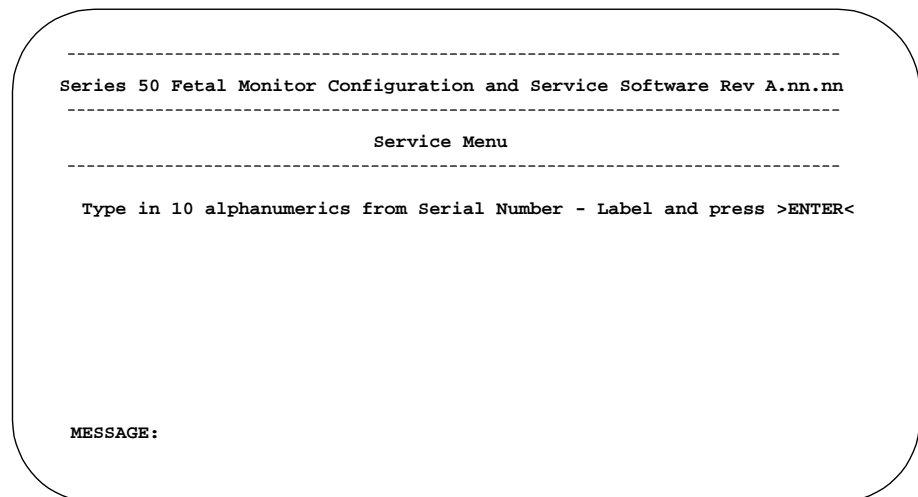 Series 50 Fetal Monitor Configuration and Service Software Rev A.nn.nn
Service Menu
Type in 10 alphanumerics from Serial Number - Label and press >ENTER<
MESSAGE: